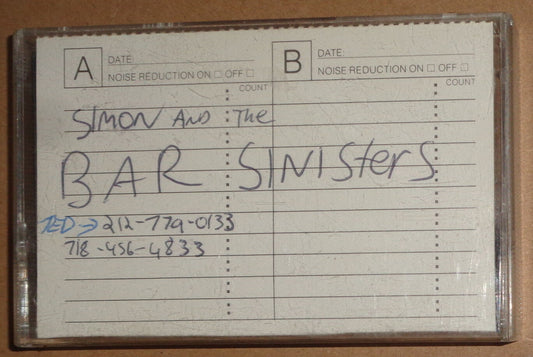 A DATE:
NOISE REDUCTION ON □ OFF □
COUNT
B DATE:
NOISE REDUCTION ON □ OFF □
COUNT
SIMON AND THE
BAR SINISterS
TED → 212-779-0133
718-456-4833